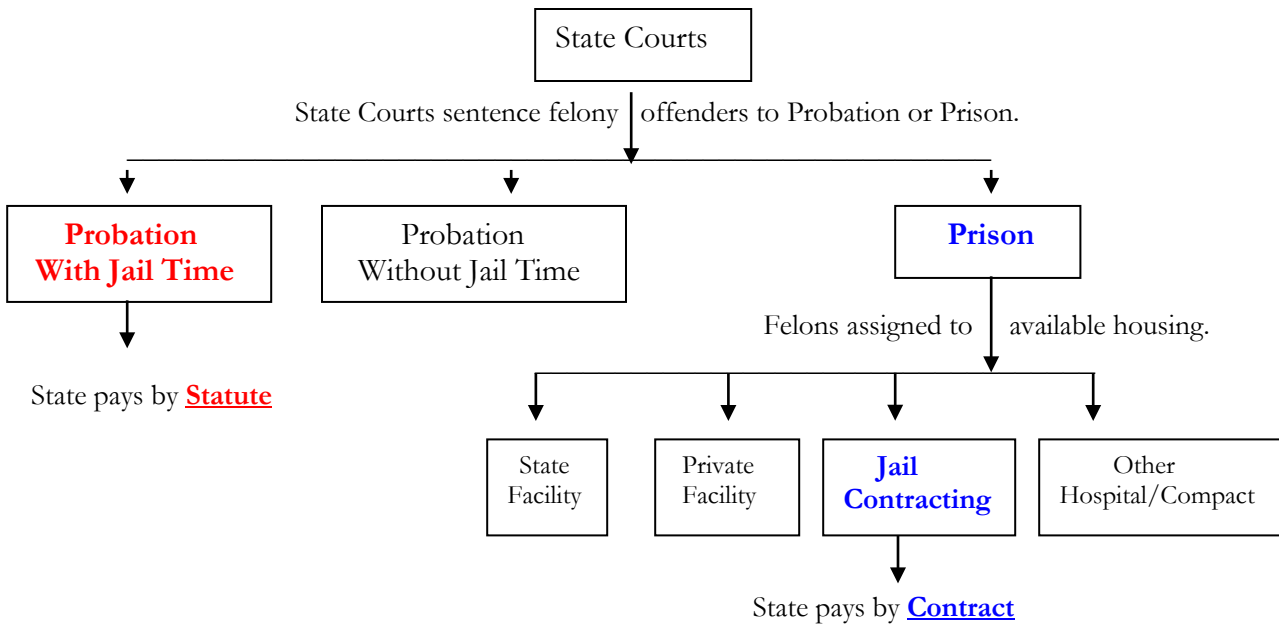 State Courts
State Courts sentence felony offenders to Probation or Prison.
Probation
With Jail Time
Probation
Without Jail Time
Prison
Felons assigned to available housing.
State pays by Statute
State
Facility
Private
Facility
Jail
Contracting
Other
Hospital/Compact
State pays by Contract